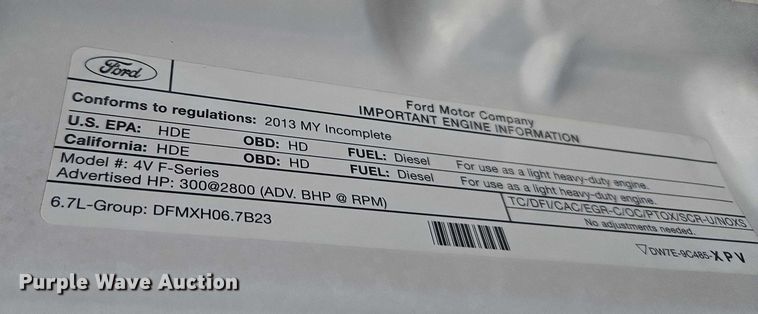 Ford
Ford Motor Company
IMPORTANT ENGINE INFORMATION
Conforms to regulations: 2013 MY Incomplete
U.S. EPA: HDE OBD: HD FUEL: Diesel For use as a light heavy-duty engine.
California: HDE OBD: HD FUEL: Diesel For use as a light heavy-duty engine.
Model #: 4V F-Series TC/DFI/CAC/EGR-C/OC/PTOX/SCR-U/NOXS
Advertised HP: 300@2800 (ADV. BHP @ RPM) No adjustments needed.
6.7L-Group: DFMXH06.7B23
DW7E-9C485-XPV
Purple Wave Auction